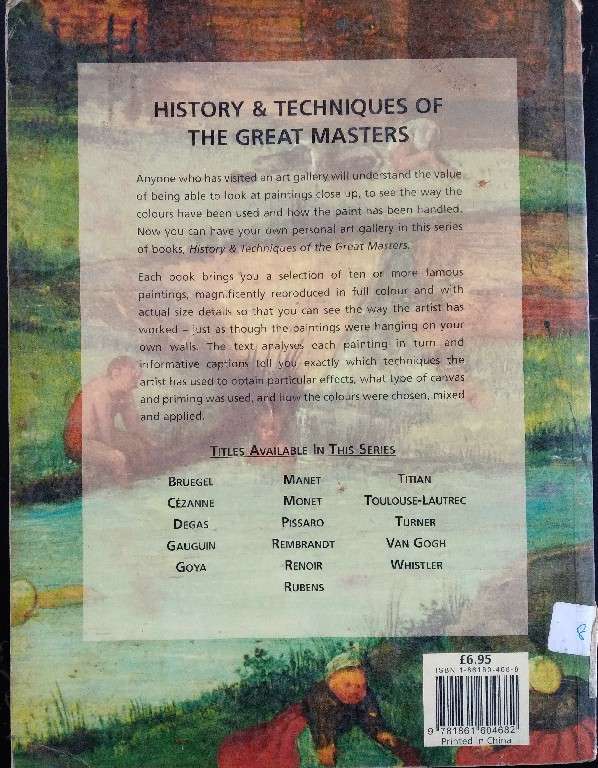 HISTORY & TECHNIQUES OF
THE GREAT MASTERS
Anyone who has visited an art gallery will understand the value
of being able to look at paintings close up, to see the way the
colours have been used and how the paint has been handled.
Now you can have your own personal art gallery in this series
of books, History & Techniques of the Great Masters.
Each book brings you a selection of ten or more famous
paintings, magnificently reproduced in full colour and with
actual size details so that you can see the way the artist has
worked – just as though the paintings were hanging on your
own walls. The text analyses each painting in turn and
informative captions tell you exactly which techniques the
artist has used to obtain particular effects, what type of canvas
and priming was used, and how the colours were chosen, mixed
and applied.
TITLES AVAILABLE IN THIS SERIES
BRUEGEL MANET TITIAN
CÉZANNE MONET TOULOUSE-LAUTREC
DEGAS PISSARO TURNER
GAUGUIN REMBRANDT VAN GOGH
GOYA RENOIR WHISTLER
RUBENS
8
£6.95
ISBN 1-86160-468-9
9 781861 604682
Printed in China